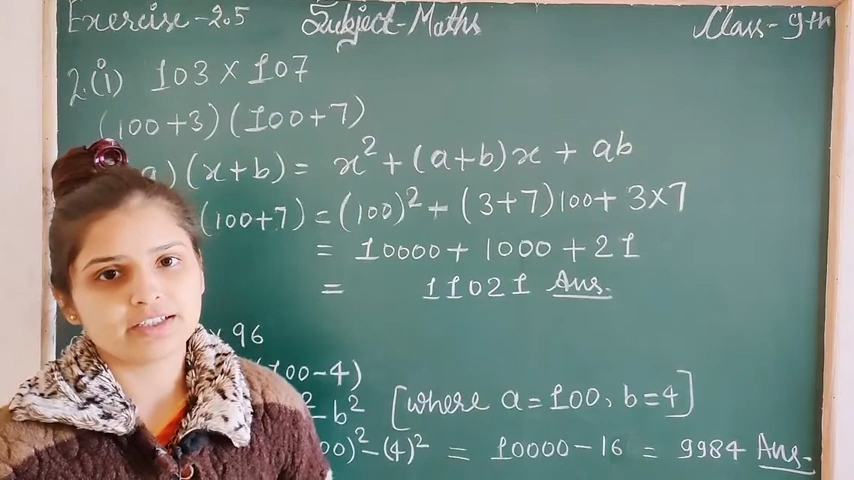 Exercise-2.5 Subject-Maths Class-9th
2.(i) 103 × 107
(100+3) (100+7)
a) (x+b) = x² + (a+b)x + ab
(100+7) = (100)² + (3+7)100 + 3×7
= 10000 + 1000 + 21
= 11021 Ans.
× 96
(100-4)
-b² [where a=100, b=4]
00)² - (4)² = 10000 - 16 = 9984 Ans.